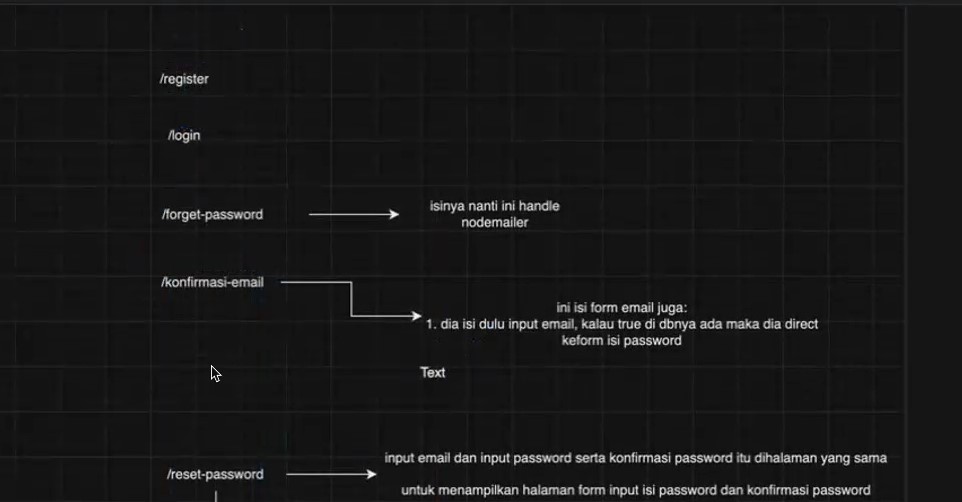 /register
/login
/forget-password
isinya nanti ini handle
nodemailer
/konfirmasi-email
ini isi form email juga:
1. dia isi dulu input email, kalau true di dbnya ada maka dia direct
keform isi password
Text
/reset-password
input email dan input password serta konfirmasi password itu dihalaman yang sama
untuk menampilkan halaman form input isi password dan konfirmasi password